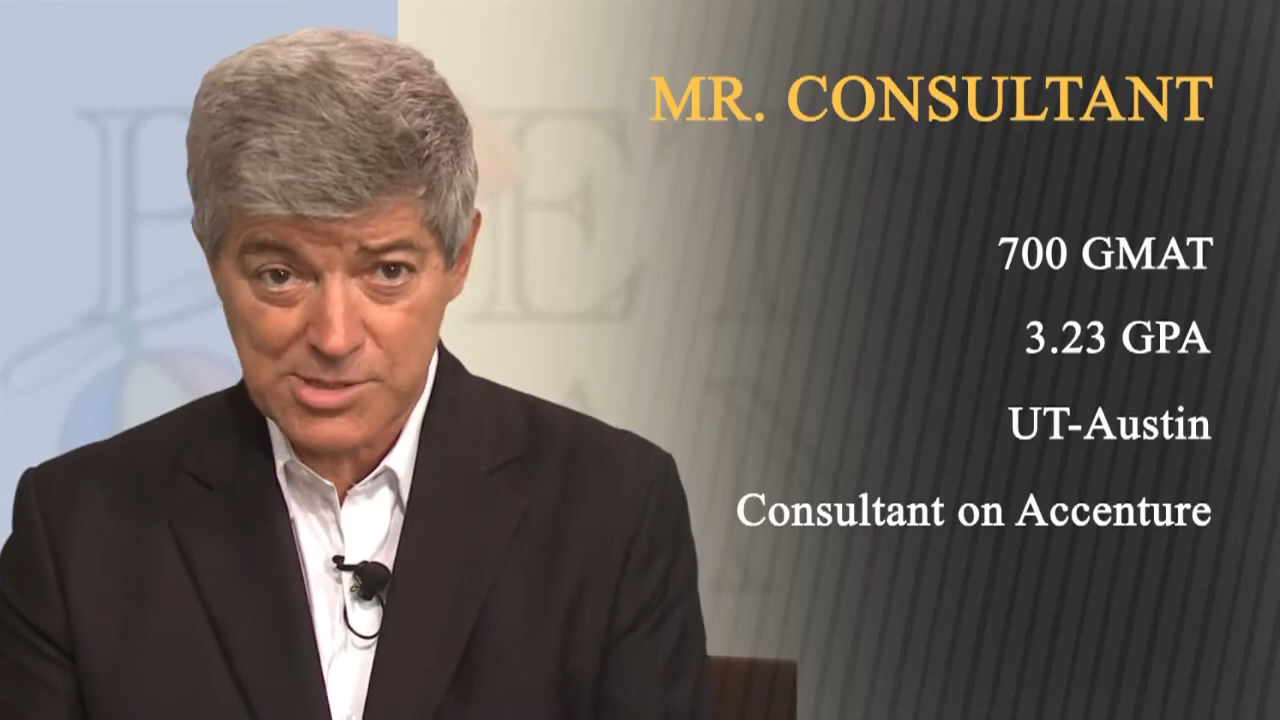 MR. CONSULTANT
700 GMAT
3.23 GPA
UT-Austin
Consultant on Accenture